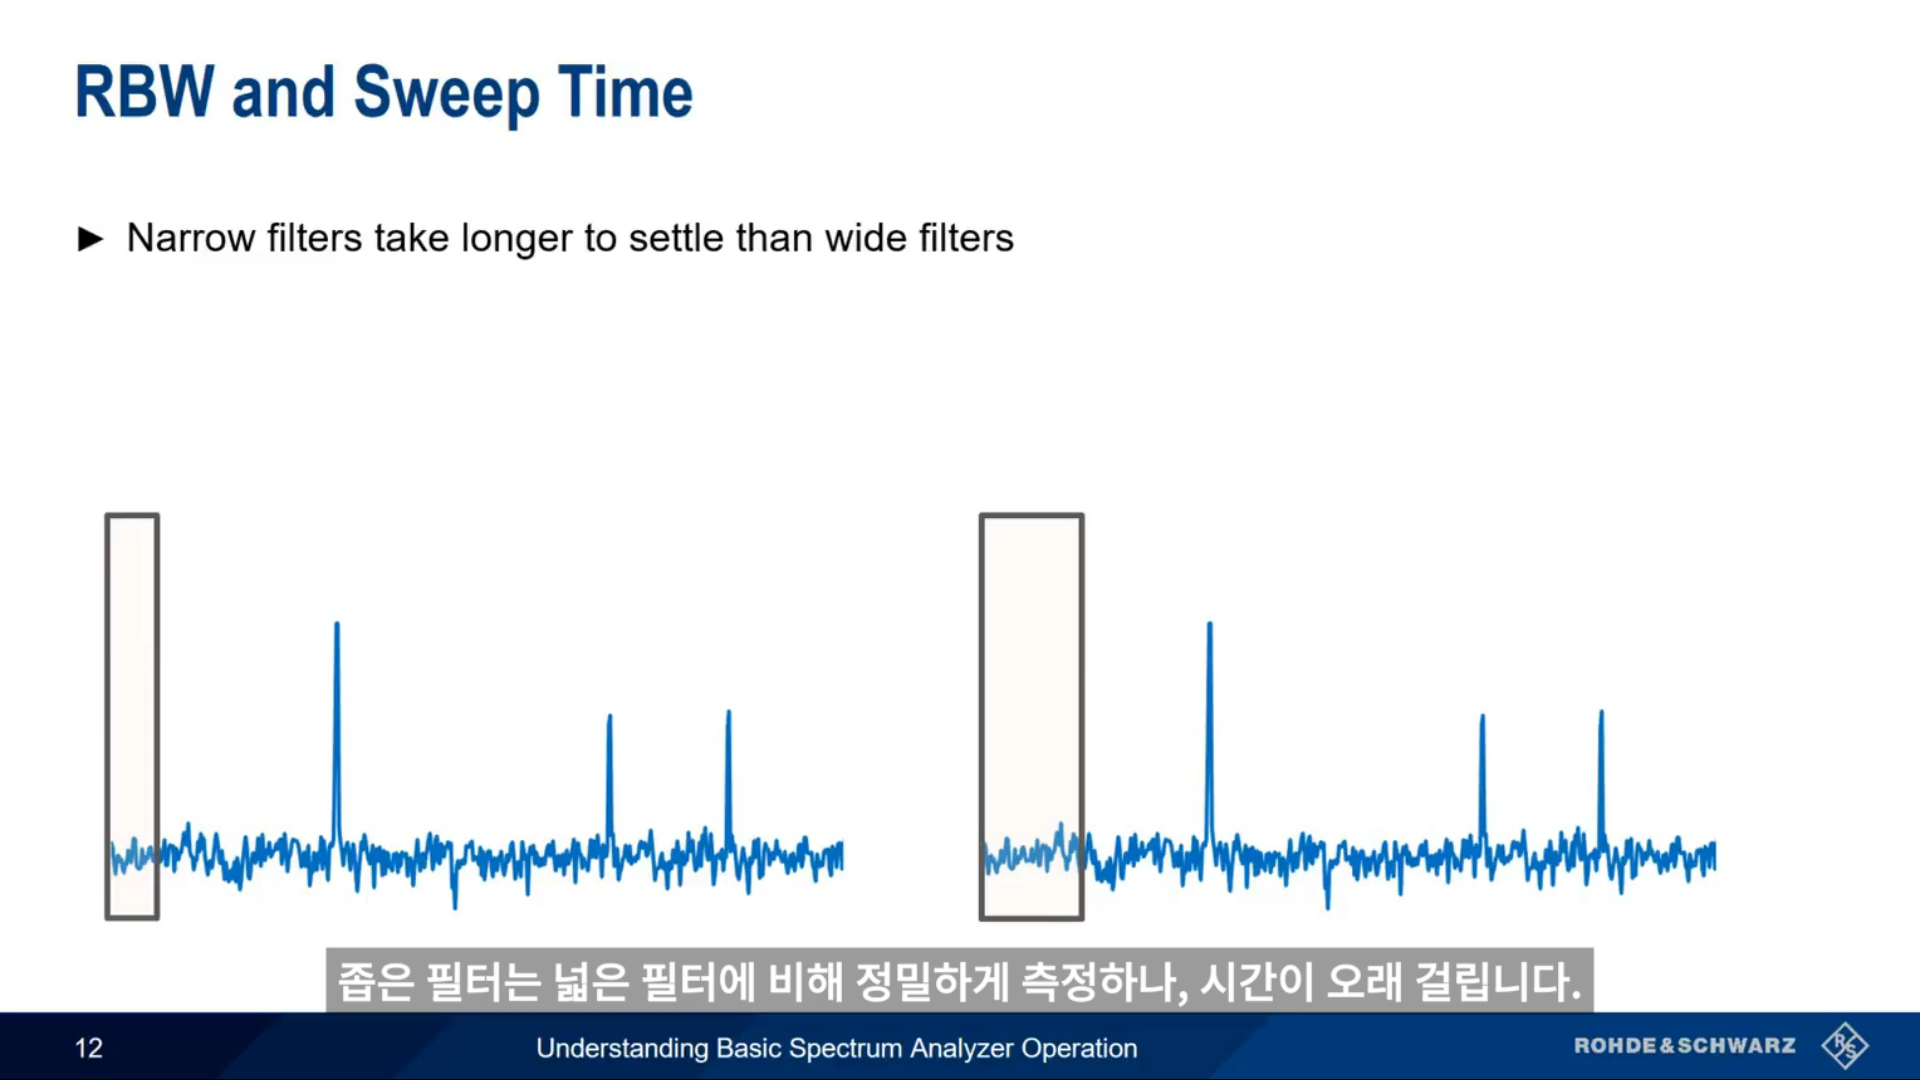 RBW and Sweep Time
► Narrow filters take longer to settle than wide filters
좁은 필터는 넓은 필터에 비해 정밀하게 측정하나, 시간이 오래 걸립니다.
12
Understanding Basic Spectrum Analyzer Operation
ROHDE&SCHWARZ
R&S